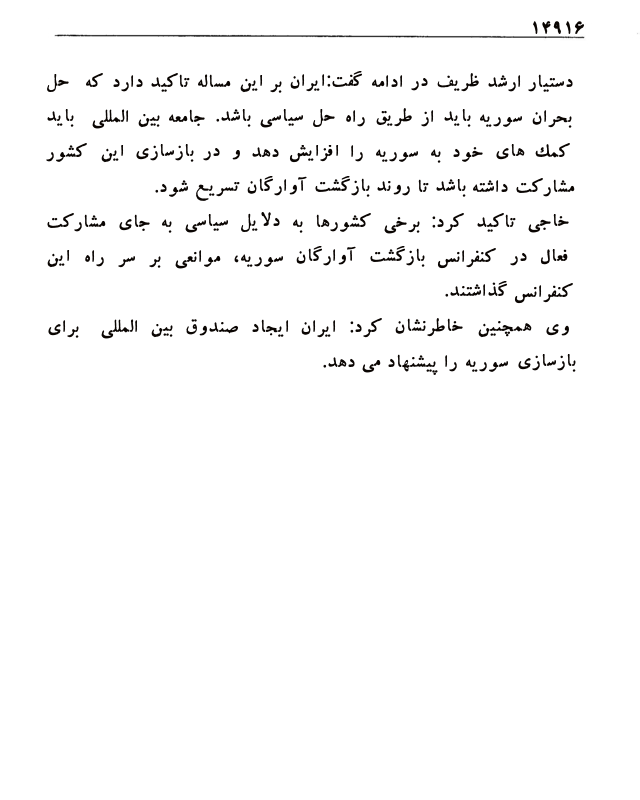 ۱۴۹۱۶
دستیار ارشد ظریف در ادامه گفت:ایران بر این مساله تاکید دارد که حل
بحران سوریه باید از طریق راه حل سیاسی باشد. جامعه بین المللی باید
کمك های خود به سوریه را افزایش دهد و در بازسازی این کشور
مشارکت داشته باشد تا روند بازگشت آوارگان تسریع شود.
خاجی تاکید کرد: برخی کشورها به دلایل سیاسی به جای مشارکت
فعال در کنفرانس بازگشت آوارگان سوریه، موانعی بر سر راه این
کنفرانس گذاشتند.
وی همچنین خاطرنشان کرد: ایران ایجاد صندوق بین المللی برای
بازسازی سوریه را پیشنهاد می دهد.